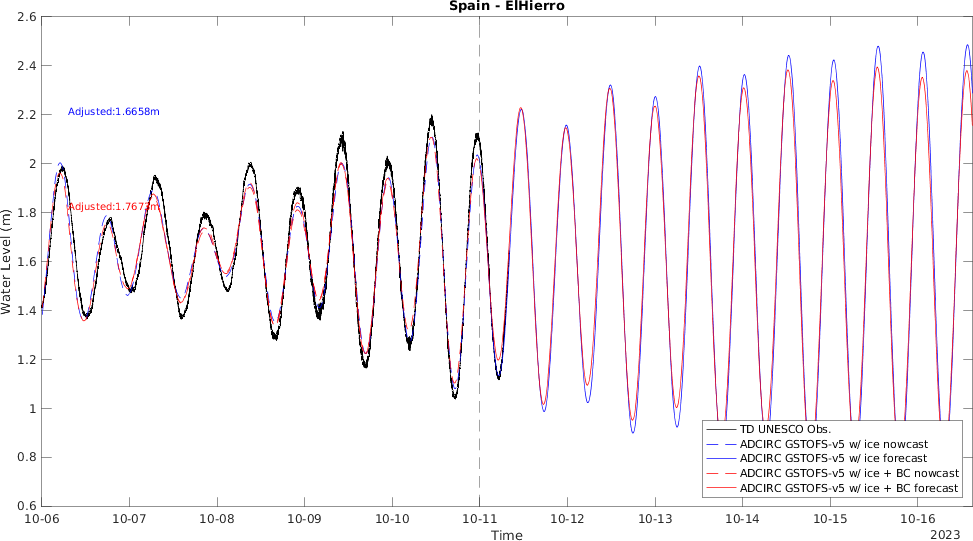 Spain - ElHierro
2.6
2.4
2.2
2
1.8
1.6
1.4
1.2
1
0.8
0.6
Water Level (m)
Adjusted:1.6658m
Adjusted:1.7673m
TD UNESCO Obs.
ADCIRC GSTOFS-v5 w/ ice nowcast
ADCIRC GSTOFS-v5 w/ ice forecast
ADCIRC GSTOFS-v5 w/ ice + BC nowcast
ADCIRC GSTOFS-v5 w/ ice + BC forecast
10-06 10-07 10-08 10-09 10-10 10-11 10-12 10-13 10-14 10-15 10-16
Time
2023